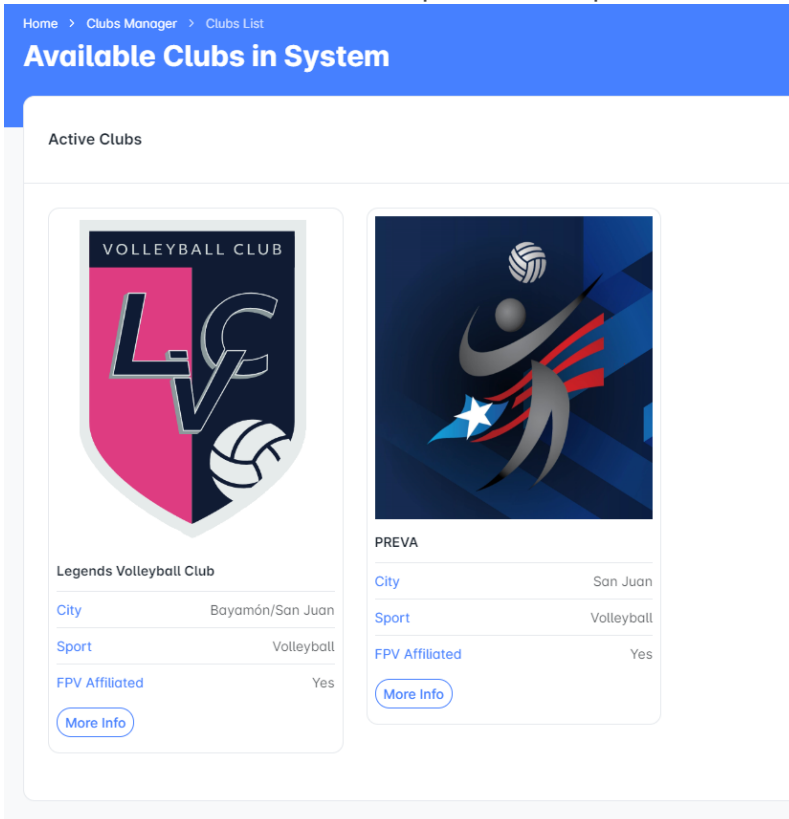 Home > Clubs Manager > Clubs List
Available Clubs in System
Active Clubs
VOLLEYBALL CLUB
LVC
Legends Volleyball Club
City Bayamón/San Juan
Sport Volleyball
FPV Affiliated Yes
More Info
PREVA
City San Juan
Sport Volleyball
FPV Affiliated Yes
More Info